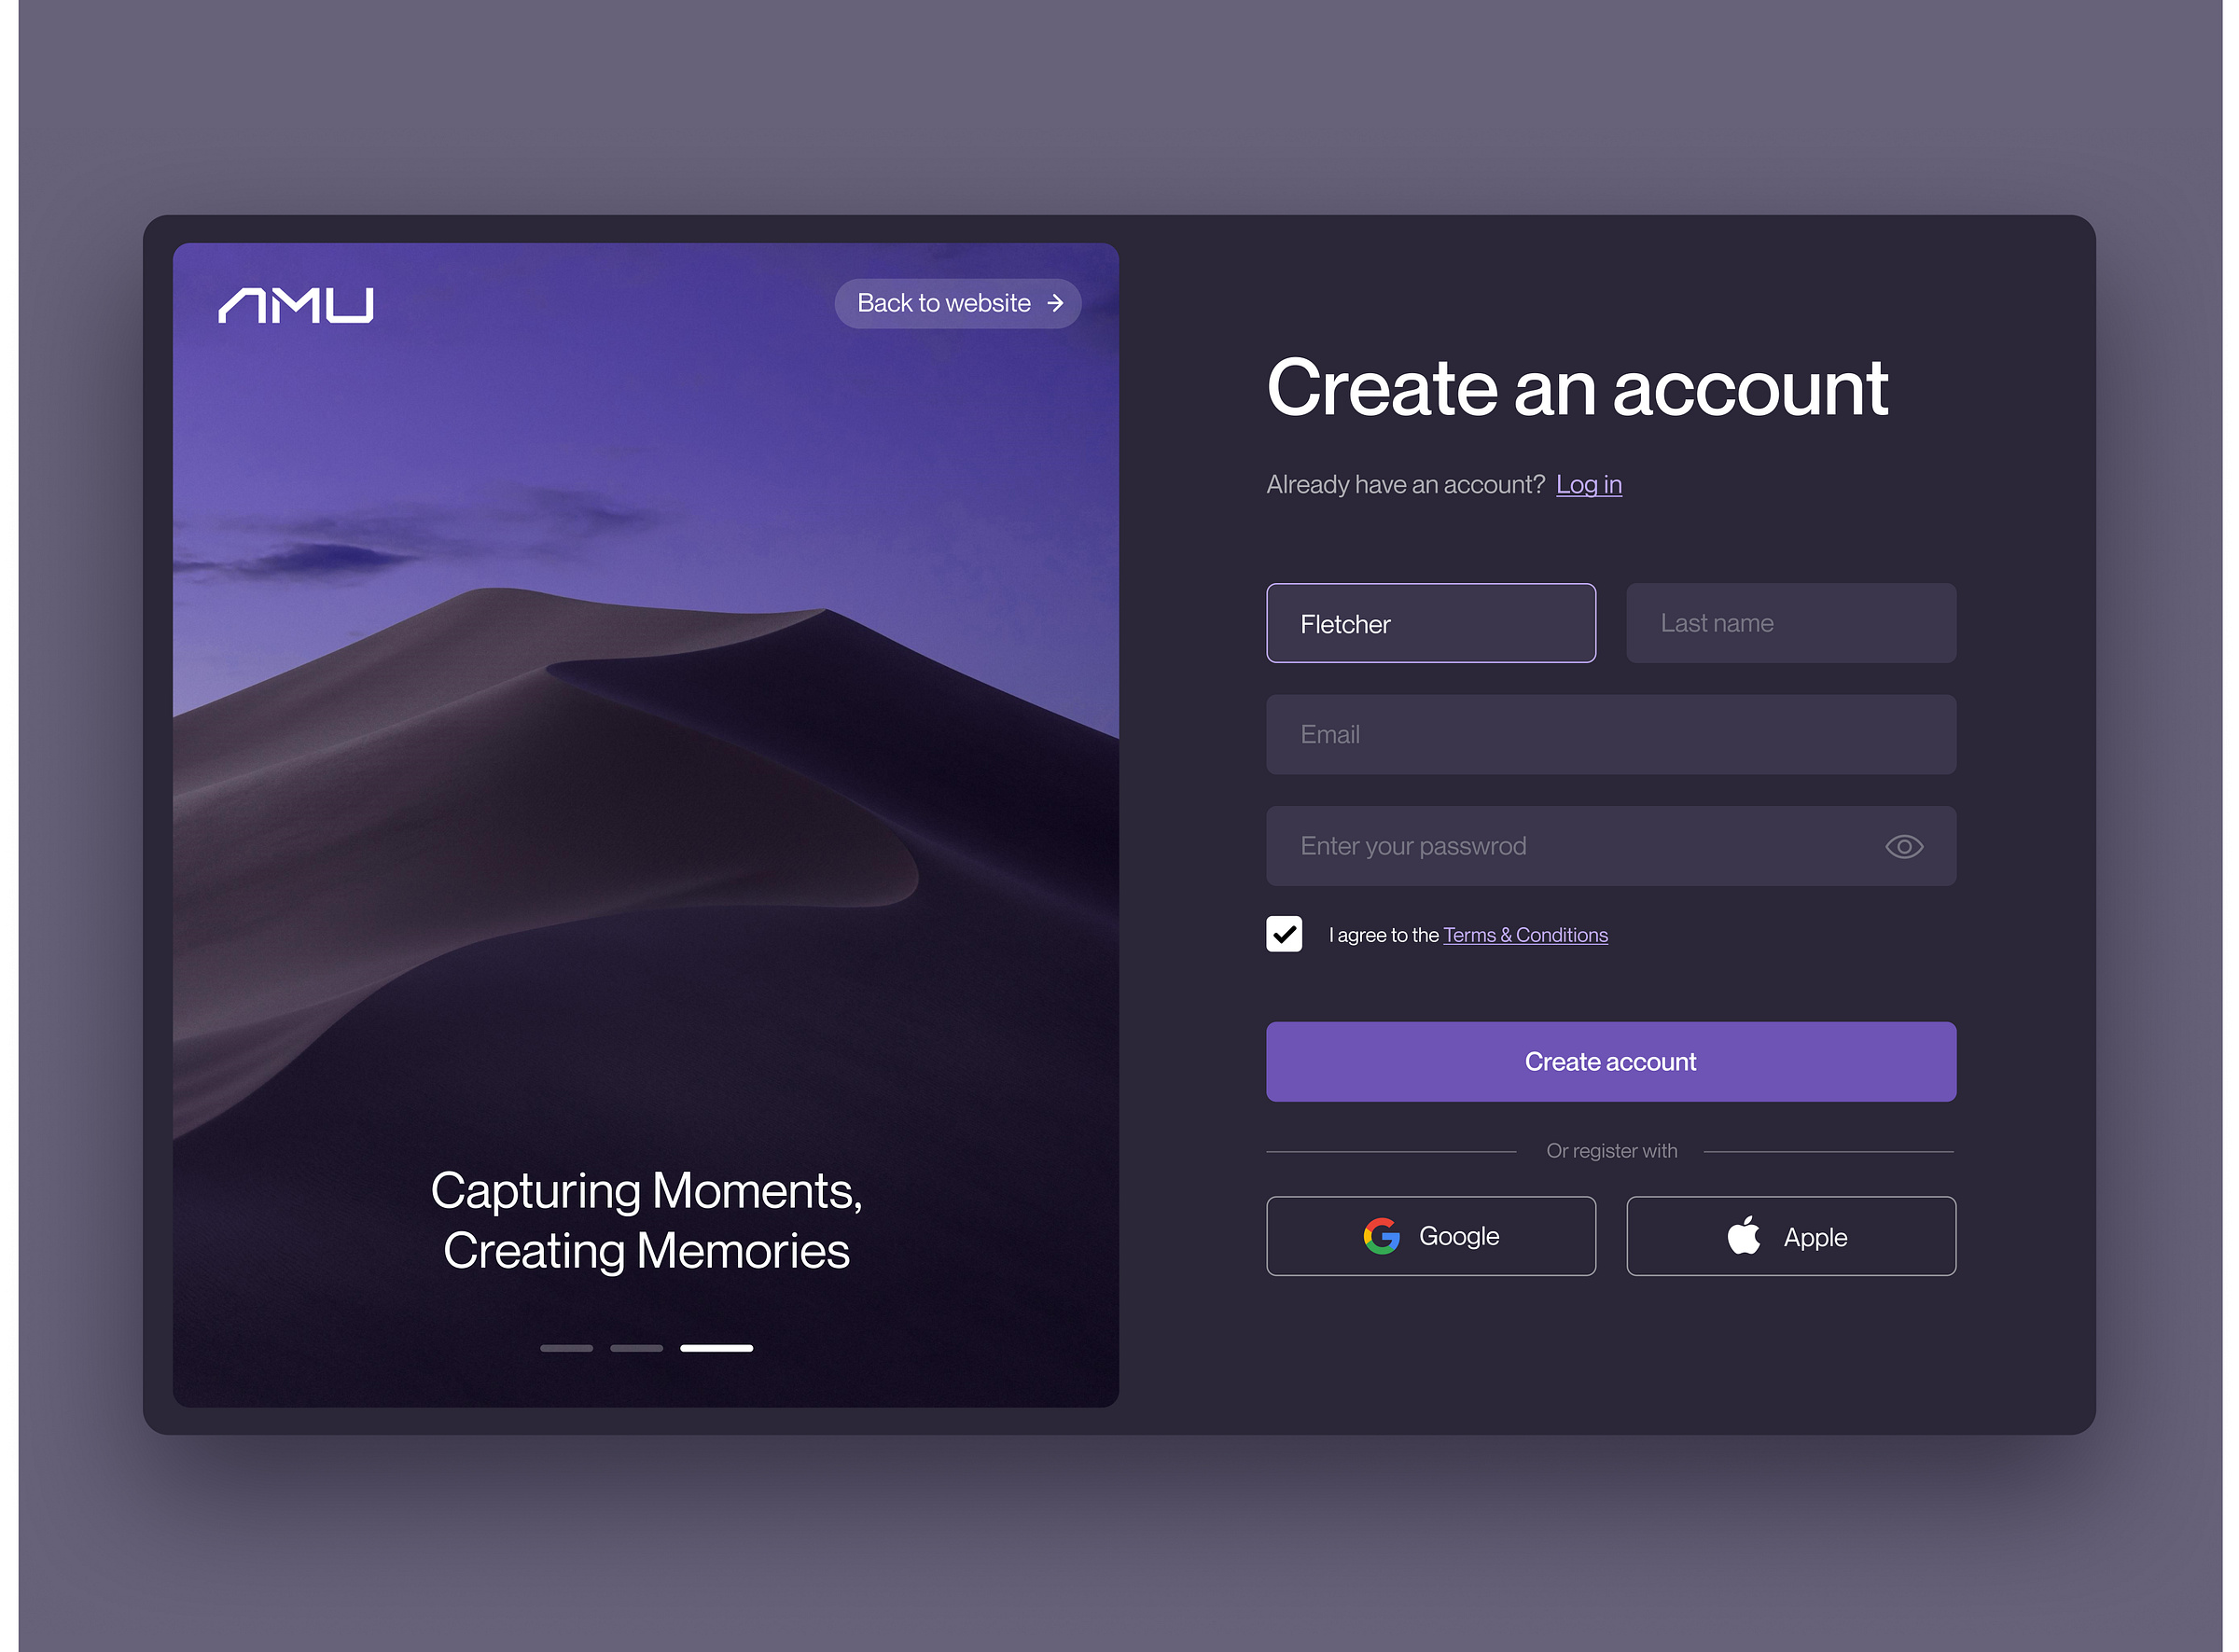 AMU
Back to website
Capturing Moments,
Creating Memories
Create an account
Already have an account? Log in
Fletcher
Last name
Email
Enter your passwrod
I agree to the Terms & Conditions
Create account
Or register with
Google
Apple